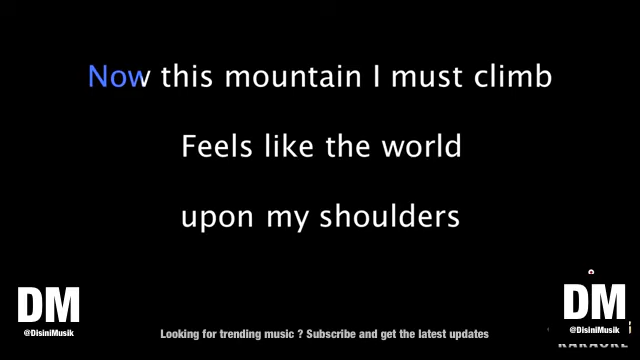 Now this mountain I must climb
Feels like the world
upon my shoulders
DM
@DisiniMusik
DM
@DisiniMusik
Looking for trending music ? Subscribe and get the latest updates
KARAOKE